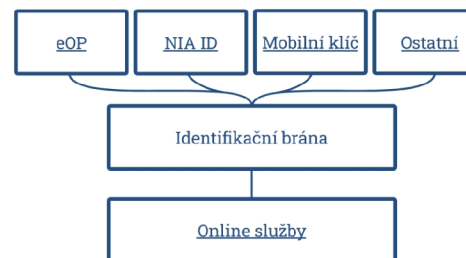 eOP
NIA ID
Mobilní klíč
Ostatní
Identifikační brána
Online služby